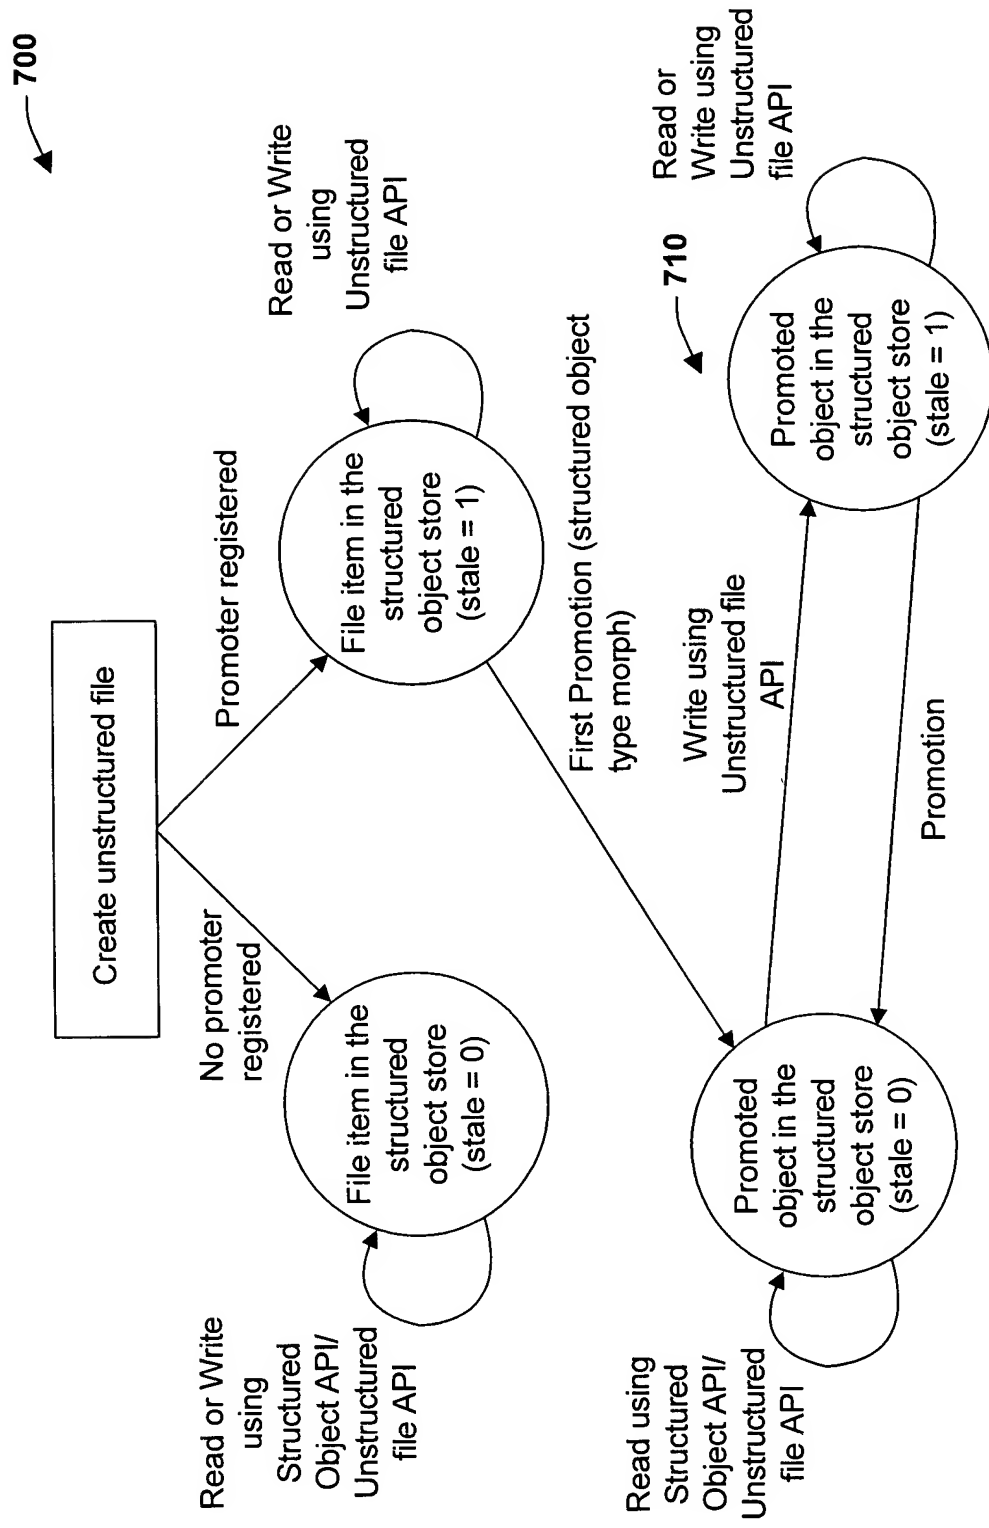 700
Create unstructured file
No promoter
registered
Promoter registered
Read or Write
using
Structured
Object API/
Unstructured
file API
File item in the
structured
object store
(stale = 0)
File item in the
structured
object store
(stale = 1)
Read or Write
using
Unstructured
file API
First Promotion (structured object
type morph)
710
Read using
Structured
Object API/
Unstructured
file API
Promoted
object in the
structured
object store
(stale = 0)
Write using
Unstructured file
API
Promotion
Promoted
object in the
structured
object store
(stale = 1)
Read or
Write using
Unstructured
file API